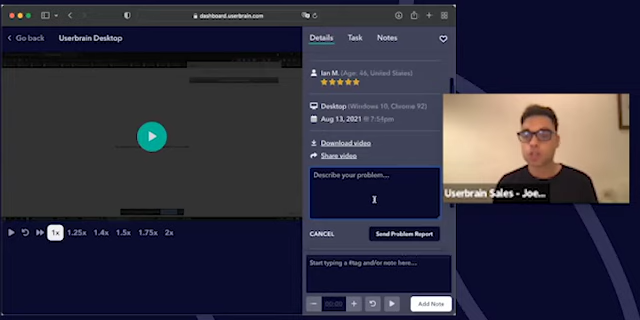 dashboard.userbrain.com
Go back
Userbrain Desktop
Details
Task
Notes
Ian M. (Age: 46, United States)
Desktop (Windows 10, Chrome 92)
Aug 13, 2021 @ 7:54pm
Download video
Share video
Describe your problem...
CANCEL
Send Problem Report
1x
1.25x
1.4x
1.5x
1.75x
2x
Start typing a #tag and/or note here...
00:00
Add Note
Userbrain Sales - Joe...